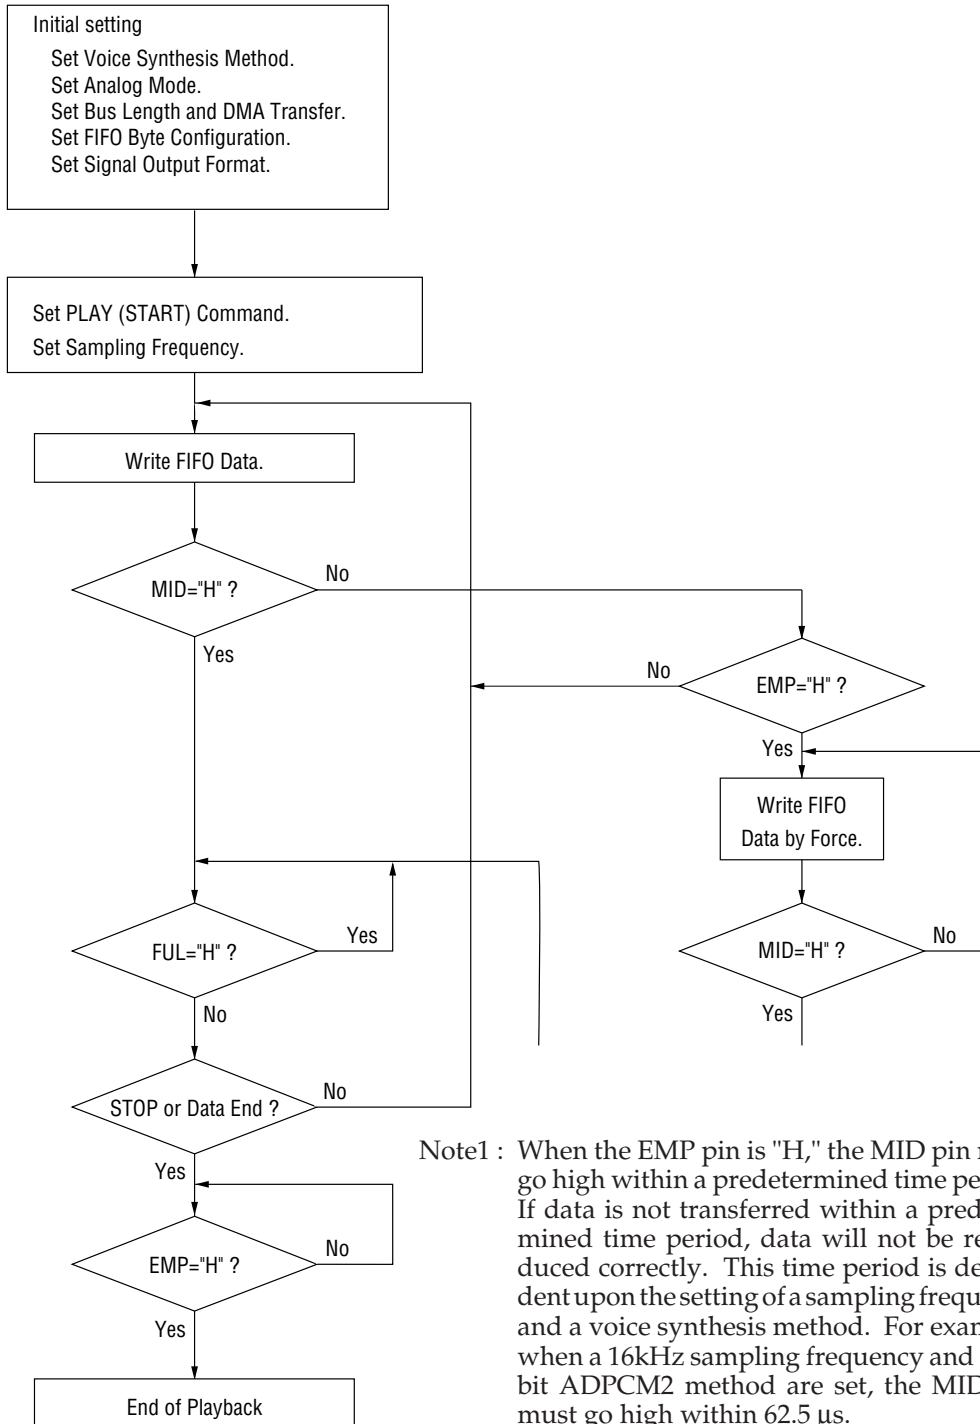 Initial setting
Set Voice Synthesis Method.
Set Analog Mode.
Set Bus Length and DMA Transfer.
Set FIFO Byte Configuration.
Set Signal Output Format.
Set PLAY (START) Command.
Set Sampling Frequency.
Write FIFO Data.
MID="H" ?
No
Yes
No
EMP="H" ?
Yes
Write FIFO
Data by Force.
FUL="H" ?
Yes
No
MID="H" ?
No
Yes
STOP or Data End ?
No
Yes
EMP="H" ?
No
Yes
End of Playback
Note1 : When the EMP pin is "H," the MID pin
go high within a predetermined time
If data is not transferred within a
mined time period, data will not be
duced correctly. This time period is
dent upon the setting of a sampling
and a voice synthesis method. For
when a 16kHz sampling frequency and
bit ADPCM2 method are set, the MID
must go high within 62.5 µs.